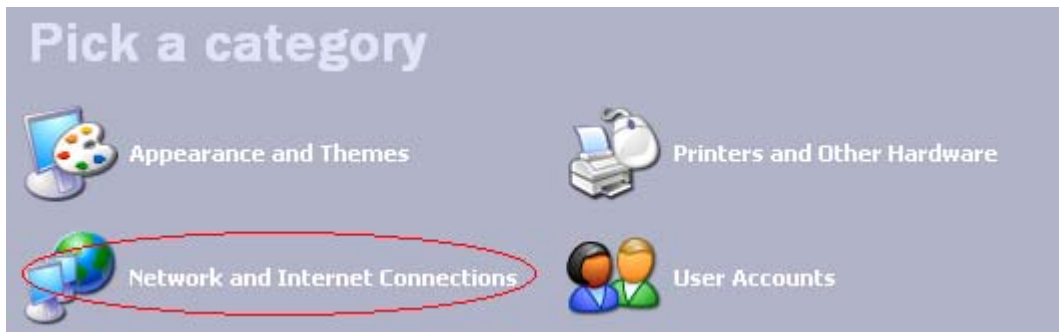 Pick a category
Appearance and Themes
Printers and Other Hardware
Network and Internet Connections
User Accounts